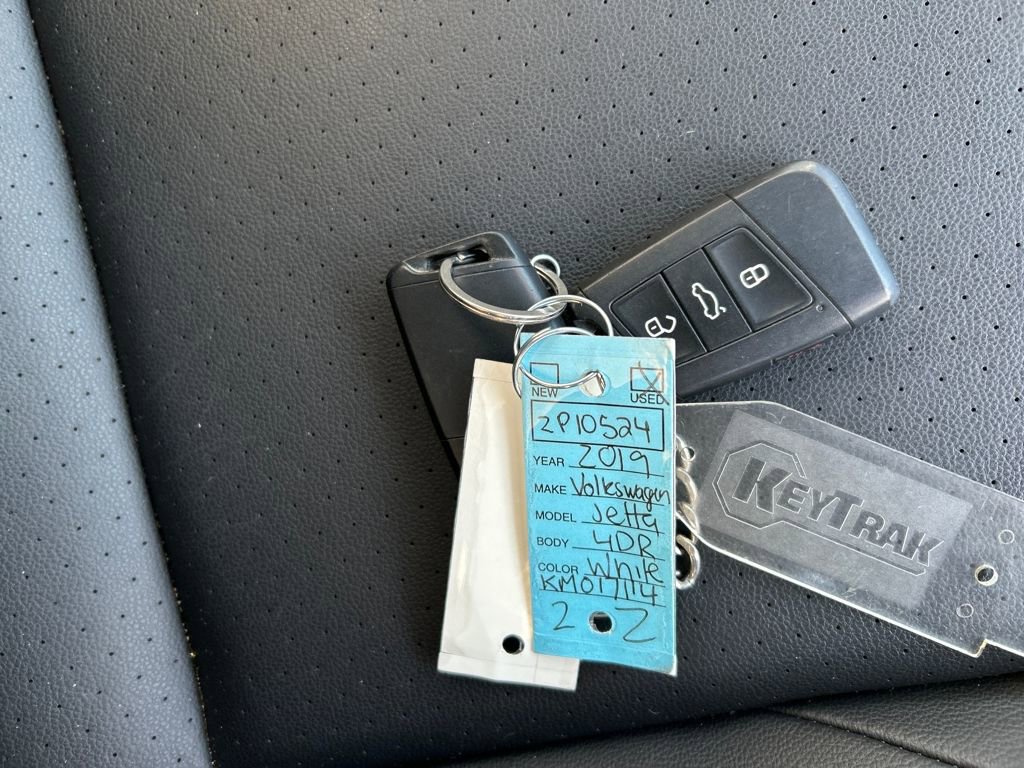 NEW USED
2P10524
YEAR 2019
MAKE Volkswagen
MODEL Jetta
BODY 4DR
COLOR White
KM017114
2 2
KEYTRAK